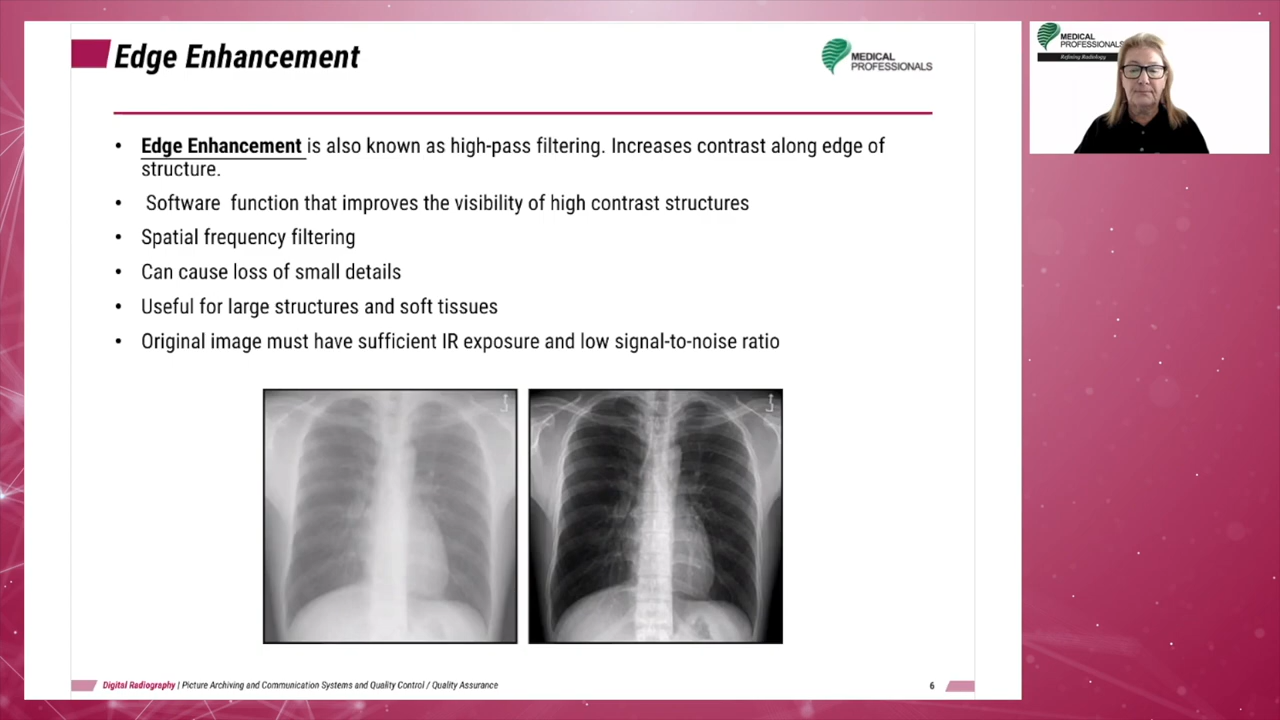 Edge Enhancement
MEDICAL
PROFESSIONALS
• Edge Enhancement is also known as high-pass filtering. Increases contrast along edge of
structure.
• Software function that improves the visibility of high contrast structures
• Spatial frequency filtering
• Can cause loss of small details
• Useful for large structures and soft tissues
• Original image must have sufficient IR exposure and low signal-to-noise ratio
Digital Radiography | Picture Archiving and Communication Systems and Quality Control / Quality Assurance
6
MEDICAL
PROFESSIONALS
Refining Radiology